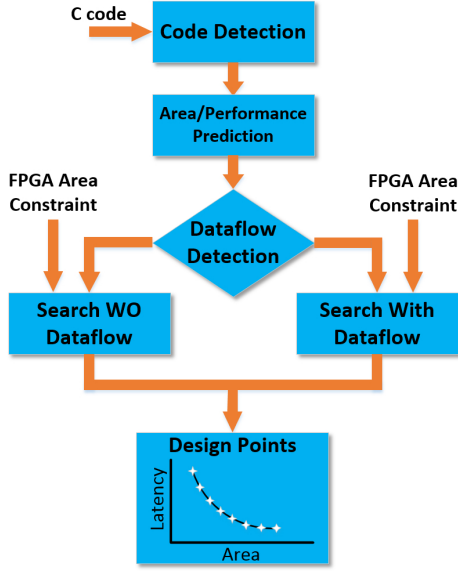 C code
Code Detection
Area/Performance
Prediction
FPGA Area
Constraint
FPGA Area
Constraint
Dataflow
Detection
Search WO
Dataflow
Search With
Dataflow
Design Points
Latency
Area